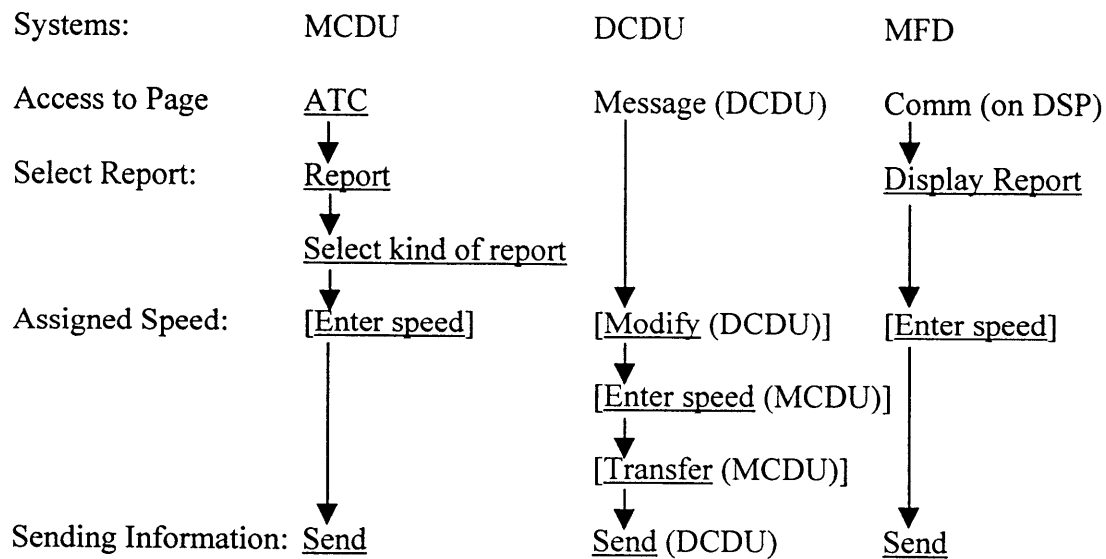 Systems: MCDU DCDU MFD
Access to Page ATC Message (DCDU) Comm (on DSP)
Select Report: Report Display Report
Select kind of report
Assigned Speed: [Enter speed] [Modify (DCDU)] [Enter speed]
[Enter speed (MCDU)]
[Transfer (MCDU)]
Sending Information: Send Send (DCDU) Send